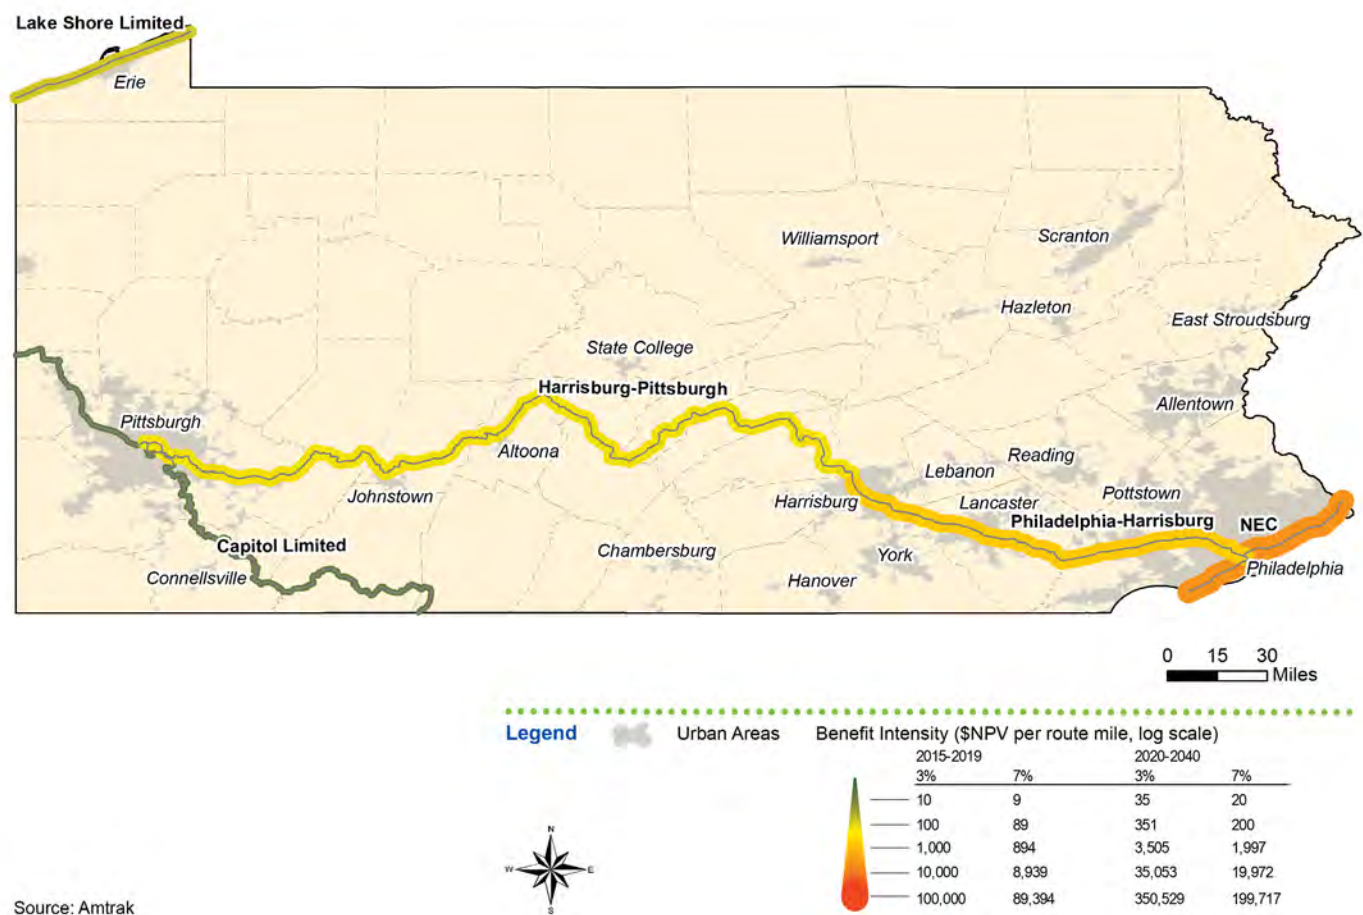 Lake Shore Limited
Erie
Williamsport
Scranton
Hazleton
East Stroudsburg
State College
Harrisburg-Pittsburgh
Allentown
Pittsburgh
Altoona
Reading
Lebanon
Johnstown
Harrisburg
Lancaster
Pottstown
Philadelphia-Harrisburg
NEC
Capitol Limited
Chambersburg
York
Philadelphia
Connellsville
Hanover
0 15 30
Miles
Legend Urban Areas Benefit Intensity ($NPV per route mile, log scale)
2015-2019 2020-2040
3% 7% 3% 7%
10 9 35 20
100 89 351 200
1,000 894 3,505 1,997
10,000 8,939 35,053 19,972
100,000 89,394 350,529 199,717
N
W E
S
Source: Amtrak